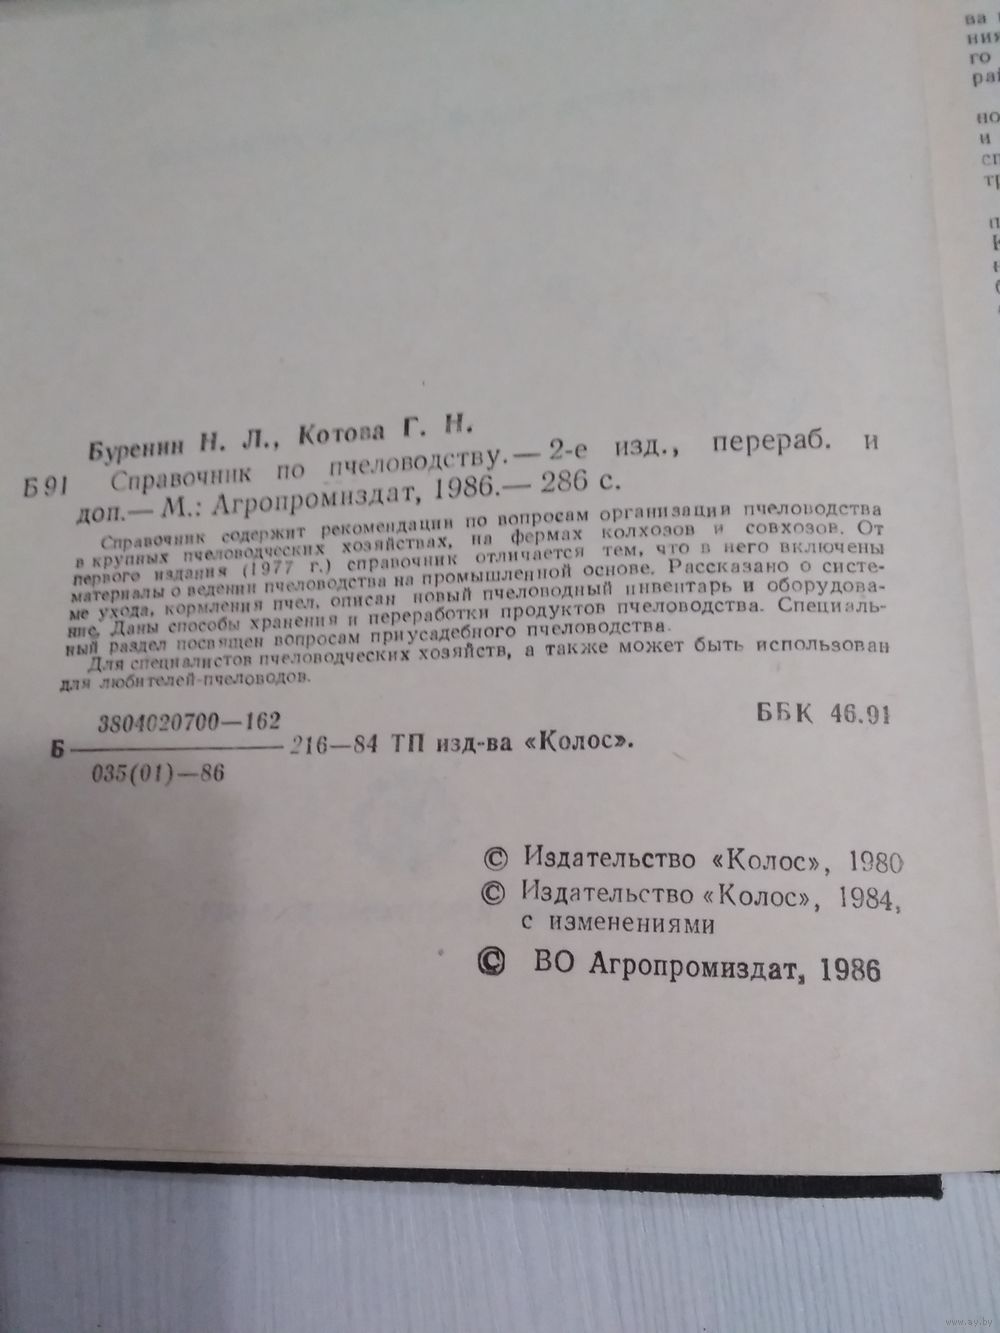 Буренин Н. Л., Котова Г. Н.
Б 91 Справочник по пчеловодству.— 2-е изд., перераб. и
доп.— М.: Агропромиздат, 1986.— 286 с.
Справочник содержит рекомендации по вопросам организации пчеловодства
в крупных пчеловодческих хозяйствах, на фермах колхозов и совхозов. От
первого издания (1977 г.) справочник отличается тем, что в него включены
материалы о ведении пчеловодства на промышленной основе. Рассказано о систе-
ме ухода, кормления пчел, описан новый пчеловодный инвентарь и оборудова-
ние. Даны способы хранения и переработки продуктов пчеловодства. Специаль-
ный раздел посвящен вопросам приусадебного пчеловодства.
Для специалистов пчеловодческих хозяйств, а также может быть использован
для любителей-пчеловодов.
3804020700—162
Б ——— 216—84 ТП изд-ва «Колос».
035(01)—86
ББК 46.91
© Издательство «Колос», 1980
© Издательство «Колос», 1984,
с изменениями
© ВО Агропромиздат, 1986
www.ay.by